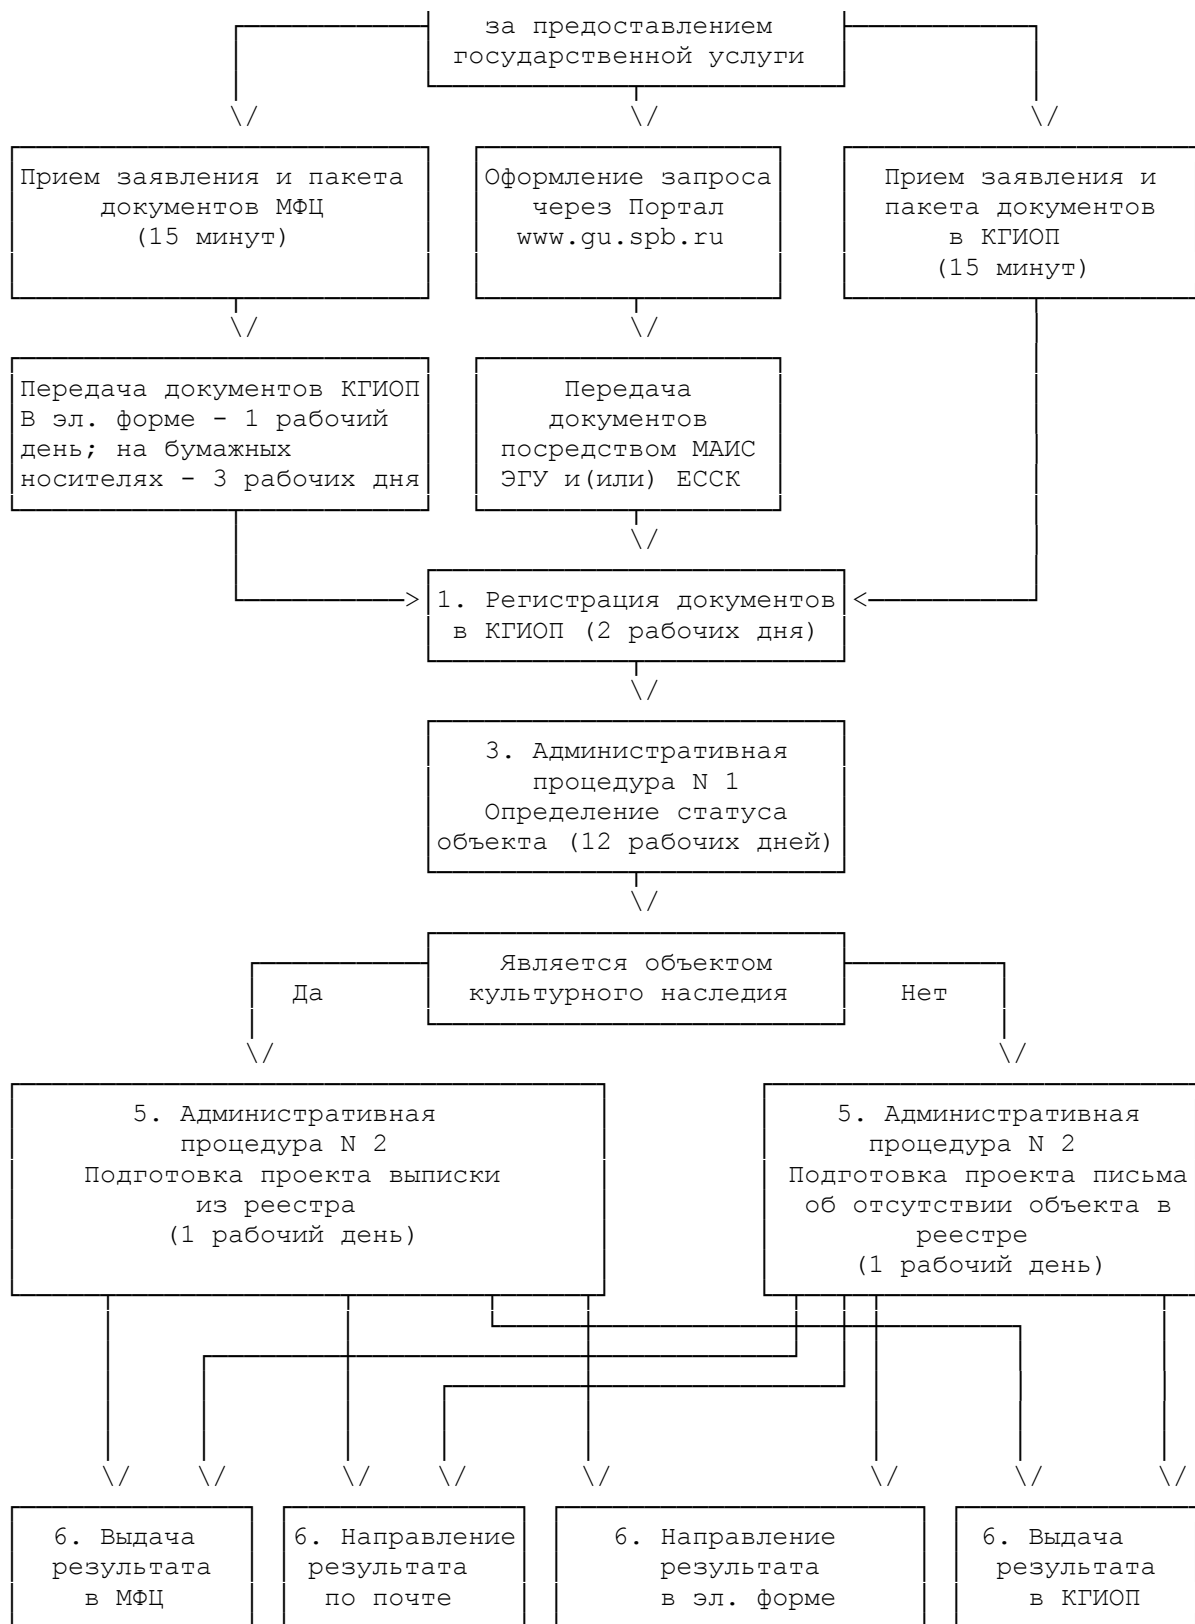 за предоставлением
государственной услуги
\/
\/
\/
Прием заявления и пакета
документов МФЦ
(15 минут)
Оформление запроса
через Портал
www.gu.spb.ru
Прием заявления и
пакета документов
в КГИОП
(15 минут)
\/
\/
Передача документов КГИОП
В эл. форме - 1 рабочий
день; на бумажных
носителях - 3 рабочих дня
Передача
документов
посредством МАИС
ЭГУ и(или) ЕССК
\/
>
1. Регистрация документов
в КГИОП (2 рабочих дня)
<
\/
3. Административная
процедура N 1
Определение статуса
объекта (12 рабочих дней)
\/
Является объектом
культурного наследия
Да
Нет
\/
\/
5. Административная
процедура N 2
Подготовка проекта выписки
из реестра
(1 рабочий день)
5. Административная
процедура N 2
Подготовка проекта письма
об отсутствии объекта в
реестре
(1 рабочий день)
\/ \/ \/ \/ \/ \/ \/ \/
6. Выдача
результата
в МФЦ
6. Направление
результата
по почте
6. Направление
результата
в эл. форме
6. Выдача
результата
в КГИОП